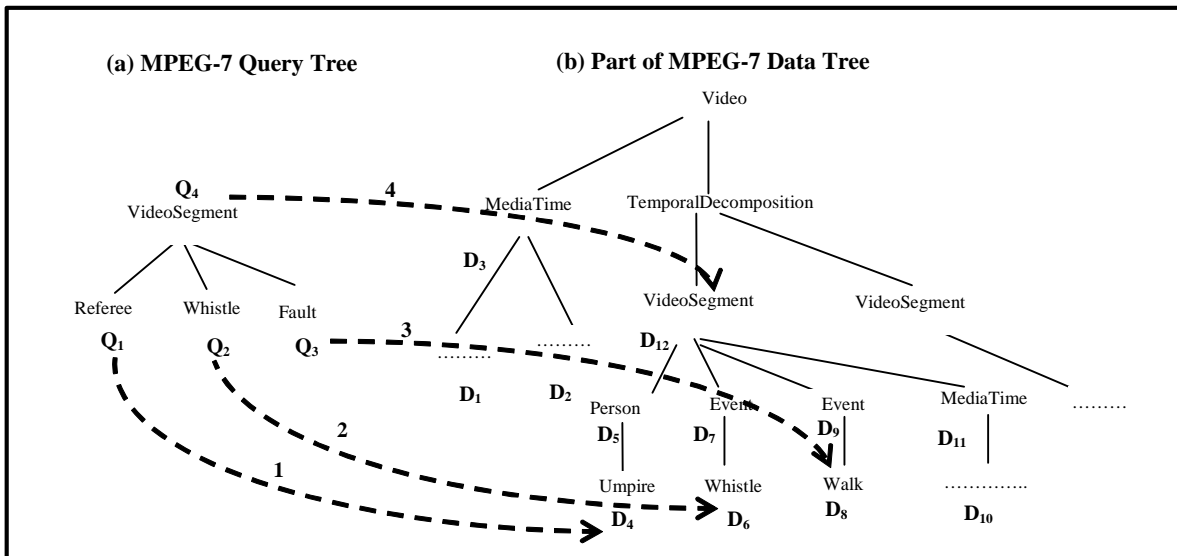 (a) MPEG-7 Query Tree
(b) Part of MPEG-7 Data Tree
Video
Q4
4
MediaTime
TemporalDecomposition
VideoSegment
D3
VideoSegment
VideoSegment
Referee
Whistle
Fault
Q1
Q2
Q3
3
D12
………
………
D1
D2
Person
Event
Event
MediaTime
………
D5
D7
D9
D11
2
1
Umpire
Whistle
Walk
…………..
D4
D6
D8
D10